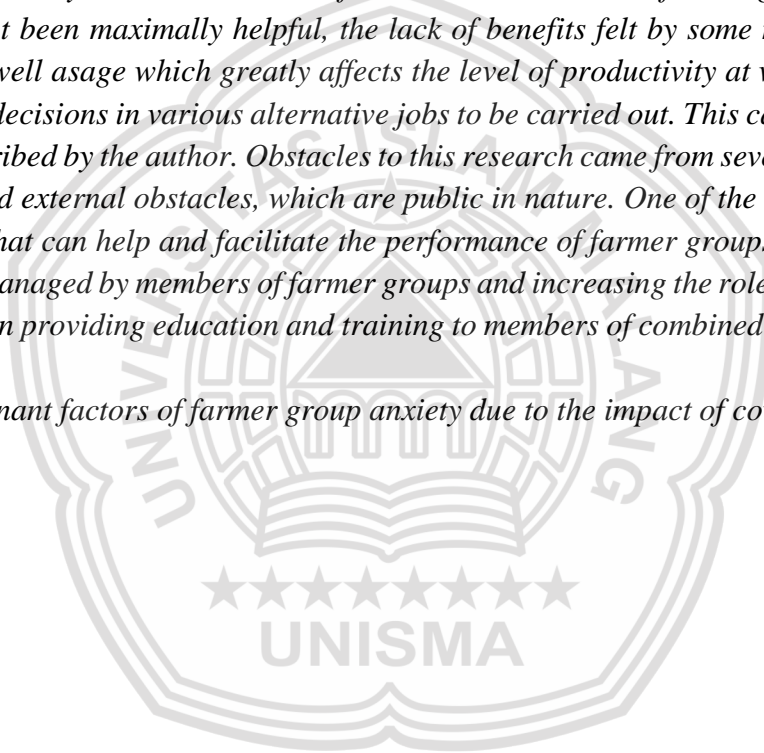 t been maximally helpful, the lack of benefits felt by some
well asage which greatly affects the level of productivity at
decisions in various alternative jobs to be carried out. This
ribed by the author. Obstacles to this research came from
d external obstacles, which are public in nature. One of the
hat can help and facilitate the performance of farmer groups
anaged by members of farmer groups and increasing the role
n providing education and training to members of combined
nant factors of farmer group anxiety due to the impact of
UNIVERSITAS ISLAM MALANG
UNISMA